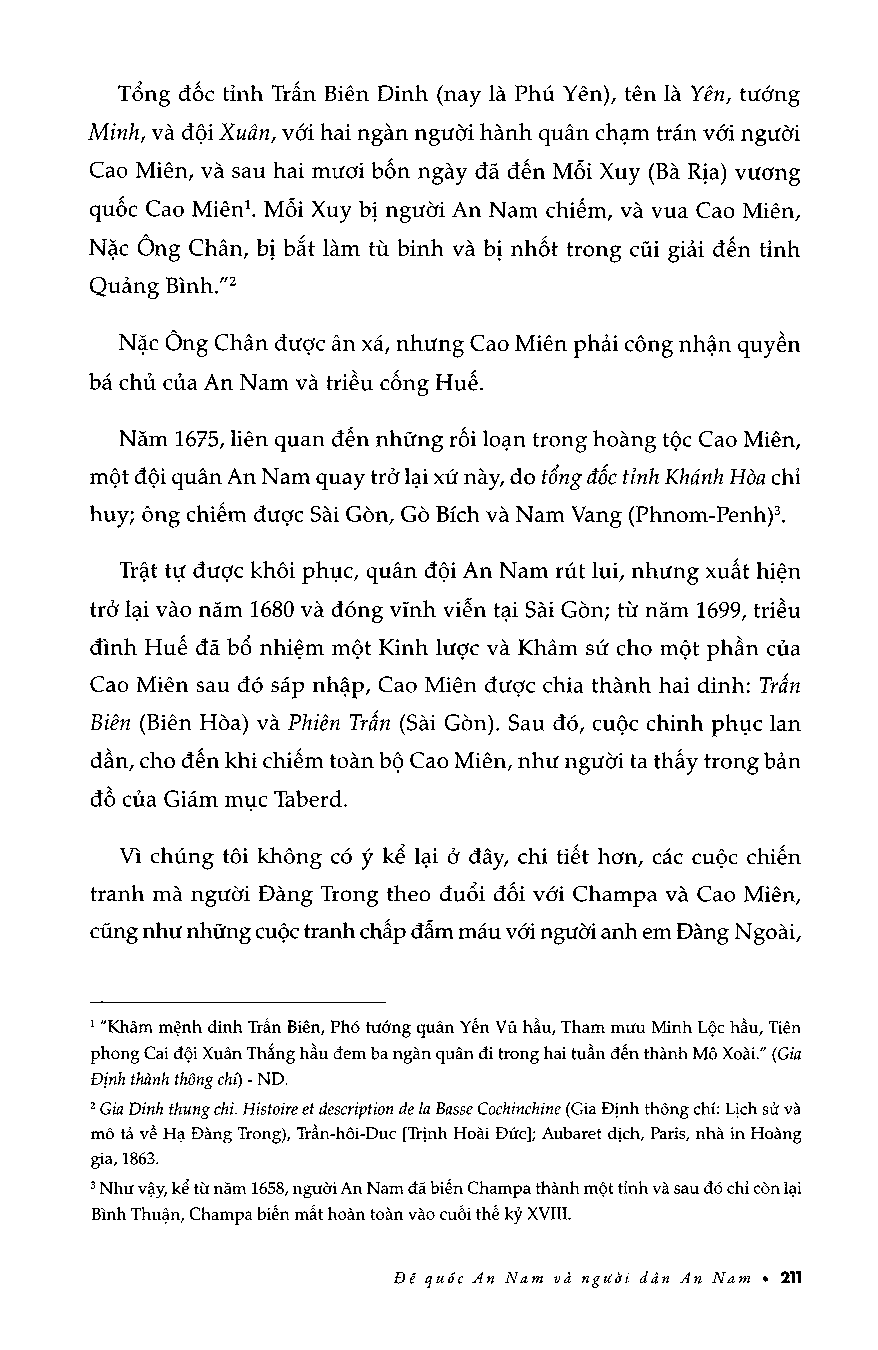 Tổng đốc tỉnh Trấn Biên Dinh (nay là Phú Yên), tên là Yên, tướng
Minh, và đội Xuân, với hai ngàn người hành quân chạm trán với người
Cao Miên, và sau hai mươi bốn ngày đã đến Mỗi Xuy (Bà Rịa) vương
quốc Cao Miên¹. Mỗi Xuy bị người An Nam chiếm, và vua Cao Miên,
Nặc Ông Chân, bị bắt làm tù binh và bị nhốt trong cũi giải đến tỉnh
Quảng Bình."²
Nặc Ông Chân được ân xá, nhưng Cao Miên phải công nhận quyền
bá chủ của An Nam và triều cống Huế.
Năm 1675, liên quan đến những rối loạn trong hoàng tộc Cao Miên,
một đội quân An Nam quay trở lại xứ này, do tổng đốc tỉnh Khánh Hòa chỉ
huy; ông chiếm được Sài Gòn, Gò Bích và Nam Vang (Phnom-Penh)³.
Trật tự được khôi phục, quân đội An Nam rút lui, nhưng xuất hiện
trở lại vào năm 1680 và đóng vĩnh viễn tại Sài Gòn; từ năm 1699, triều
đình Huế đã bổ nhiệm một Kinh lược và Khâm sứ cho một phần của
Cao Miên sau đó sáp nhập, Cao Miên được chia thành hai dinh: Trấn
Biên (Biên Hòa) và Phiên Trấn (Sài Gòn). Sau đó, cuộc chinh phục lan
dần, cho đến khi chiếm toàn bộ Cao Miên, như người ta thấy trong bản
đồ của Giám mục Taberd.
Vì chúng tôi không có ý kể lại ở đây, chi tiết hơn, các cuộc chiến
tranh mà người Đàng Trong theo đuổi đối với Champa và Cao Miên,
cũng như những cuộc tranh chấp đẫm máu với người anh em Đàng Ngoài,
¹ "Khâm mệnh dinh Trấn Biên, Phó tướng quân Yến Vũ hầu, Tham mưu Minh Lộc hầu, Tiên
phong Cai đội Xuân Thắng hầu đem ba ngàn quân đi trong hai tuần đến thành Mô Xoài." (Gia
Định thành thông chí) - ND.
² Gia Dinh thung chi. Histoire et description de la Basse Cochinchine (Gia Định thông chí: Lịch sử và
mô tả về Hạ Đàng Trong), Trần-hôi-Duc [Trịnh Hoài Đức]; Aubaret dịch, Paris, nhà in Hoàng
gia, 1863.
³ Như vậy, kể từ năm 1658, người An Nam đã biến Champa thành một tỉnh và sau đó chỉ còn lại
Bình Thuận, Champa biến mất hoàn toàn vào cuối thế kỷ XVIII.
Đế quốc An Nam và người dân An Nam • 211